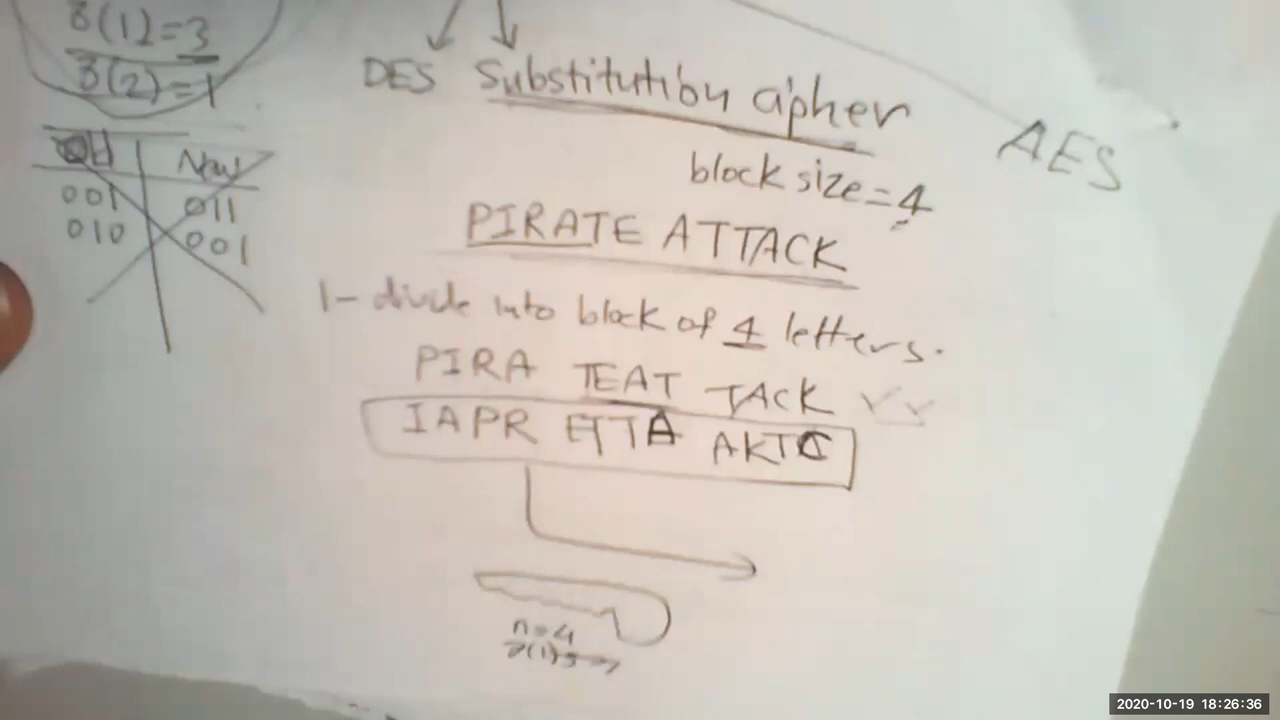 8(1)=3
8(2)=1
Old New
001 011
010 001
DES Substitution cipher
AES
block size=4
PIRATE ATTACK
1- divide into block of 4 letters.
PIRA TEAT TACK
IAPR ETTA AKTC
n=4
2020-10-19 18:26:36